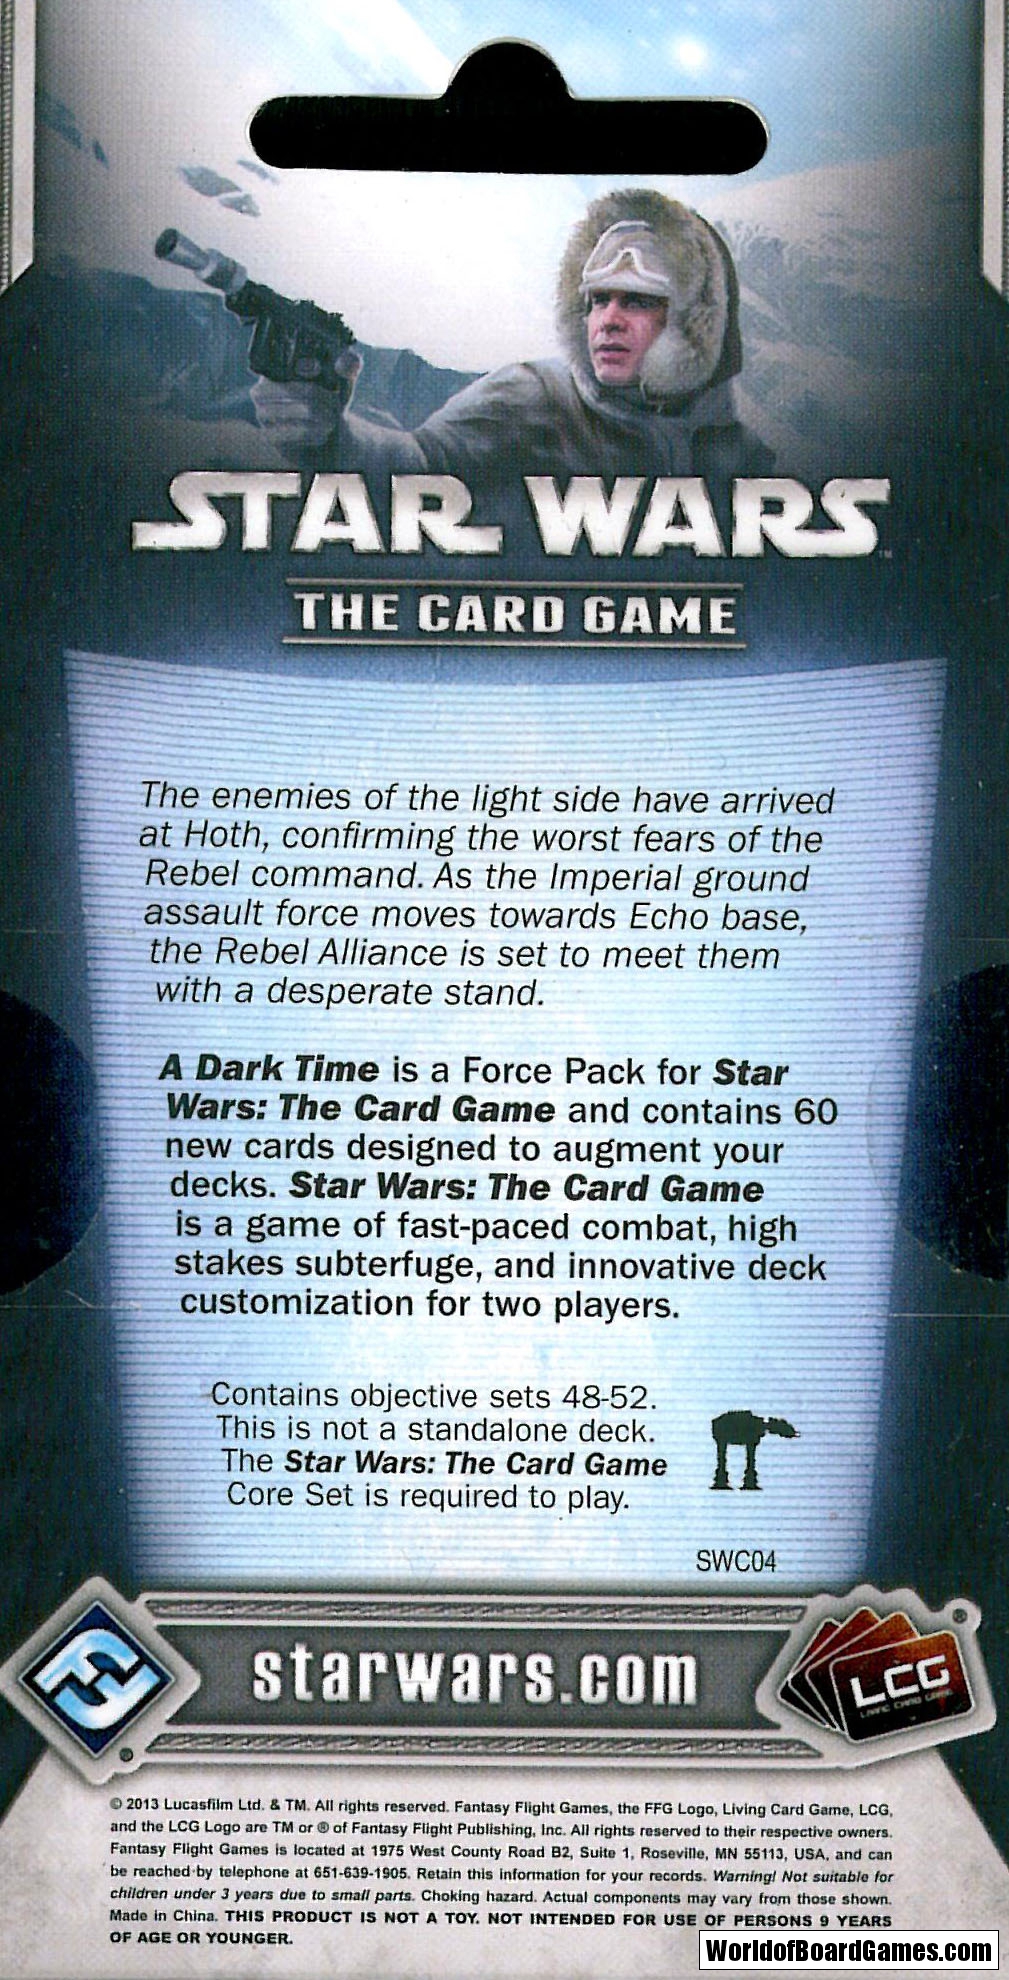 STAR WARS
™
THE CARD GAME
The enemies of the light side have arrived
at Hoth, confirming the worst fears of the
Rebel command. As the Imperial ground
assault force moves towards Echo base,
the Rebel Alliance is set to meet them
with a desperate stand.
A Dark Time is a Force Pack for Star
Wars: The Card Game and contains 60
new cards designed to augment your
decks. Star Wars: The Card Game
is a game of fast-paced combat, high
stakes subterfuge, and innovative deck
customization for two players.
Contains objective sets 48-52.
This is not a standalone deck.
The Star Wars: The Card Game
Core Set is required to play.
SWC04
starwars.com
LCG
LIVING CARD GAME
® 
© 2013 Lucasfilm Ltd. & TM. All rights reserved. Fantasy Flight Games, the FFG Logo, Living Card Game, LCG,
and the LCG Logo are TM or ® of Fantasy Flight Publishing, Inc. All rights reserved to their respective owners.
Fantasy Flight Games is located at 1975 West County Road B2, Suite 1, Roseville, MN 55113, USA, and can
be reached by telephone at 651-639-1905. Retain this information for your records. Warning! Not suitable for
children under 3 years due to small parts. Choking hazard. Actual components may vary from those shown.
Made in China. THIS PRODUCT IS NOT A TOY. NOT INTENDED FOR USE OF PERSONS 9 YEARS
OF AGE OR YOUNGER.
WorldofBoardGames.com